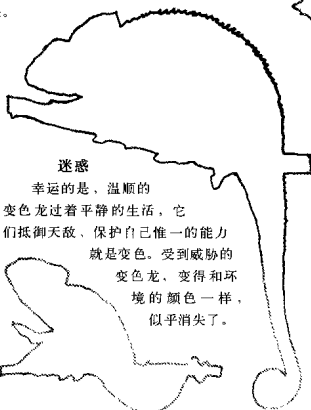 。
迷惑
幸运的是，温顺的
变色龙过着平静的生活，它
们抵御天敌、保护自己惟一的能力
就是变色。受到威胁的
变色龙，变得和环
境的颜色一样，
似乎消失了。